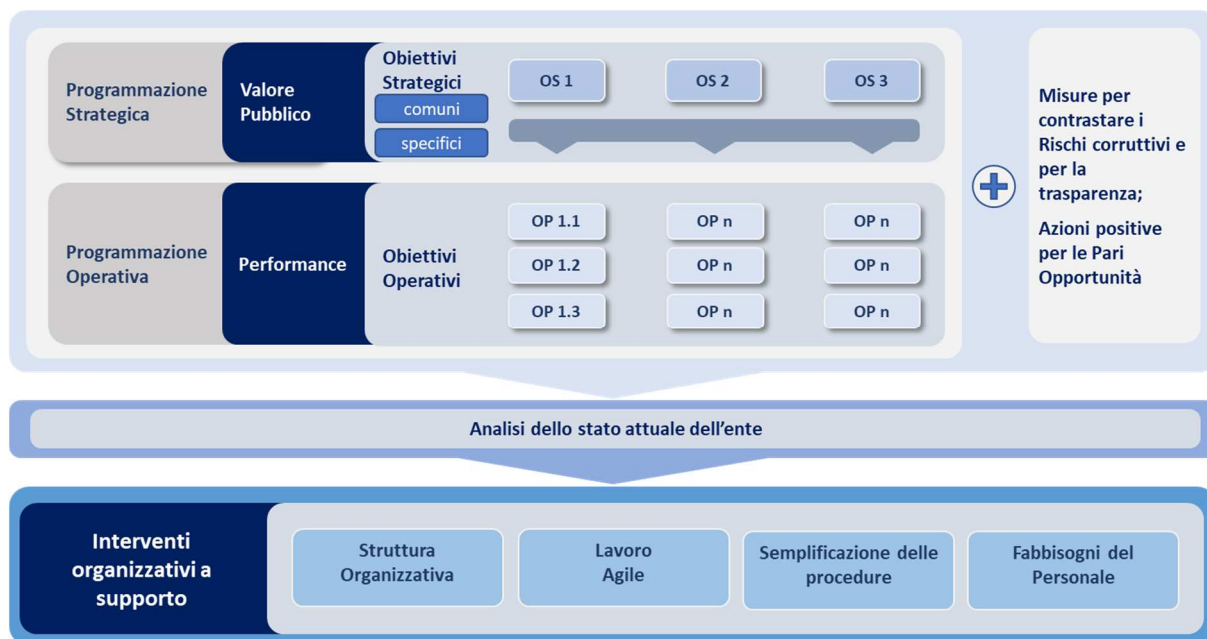 Programmazione
Strategica
Valore
Pubblico
Obiettivi
Strategici
comuni
specifici
OS 1
OS 2
OS 3
Programmazione
Operativa
Performance
Obiettivi
Operativi
OP 1.1
OP n
OP n
OP 1.2
OP n
OP n
OP 1.3
OP n
OP n
Misure per
contrastare i
Rischi corruttivi e
per la
trasparenza;
Azioni positive
per le Pari
Opportunità
Analisi dello stato attuale dell’ente
Interventi
organizzativi a
supporto
Struttura
Organizzativa
Lavoro
Agile
Semplificazione delle
procedure
Fabbisogni del
Personale